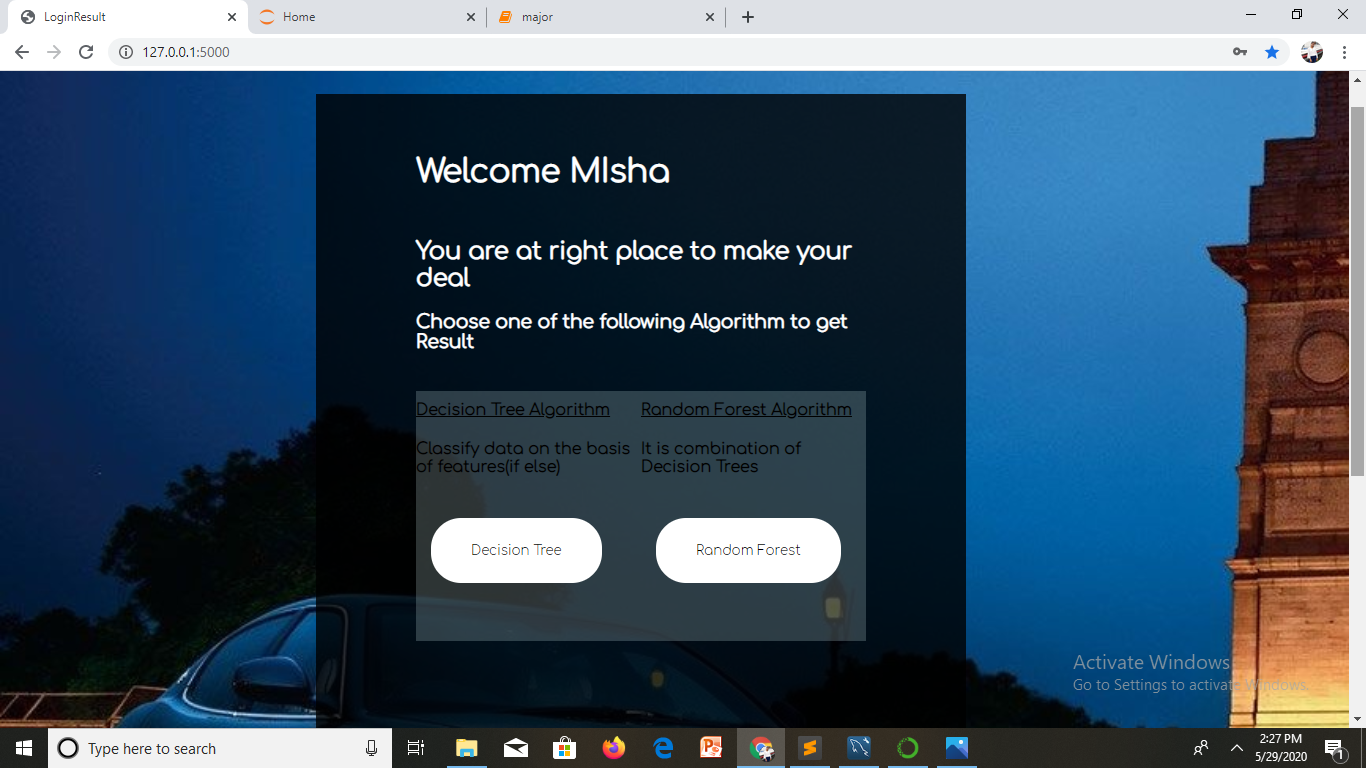 LoginResult
Home
major
127.0.0.1:5000
Welcome MIsha
You are at right place to make your
deal
Choose one of the following Algorithm to get
Result
Decision Tree Algorithm
Classify data on the basis
of features(if else)
Random Forest Algorithm
It is combination of
Decision Trees
Decision Tree
Random Forest
Activate Windows
Go to Settings to activate Windows.
Type here to search
2:27 PM
5/29/2020
1